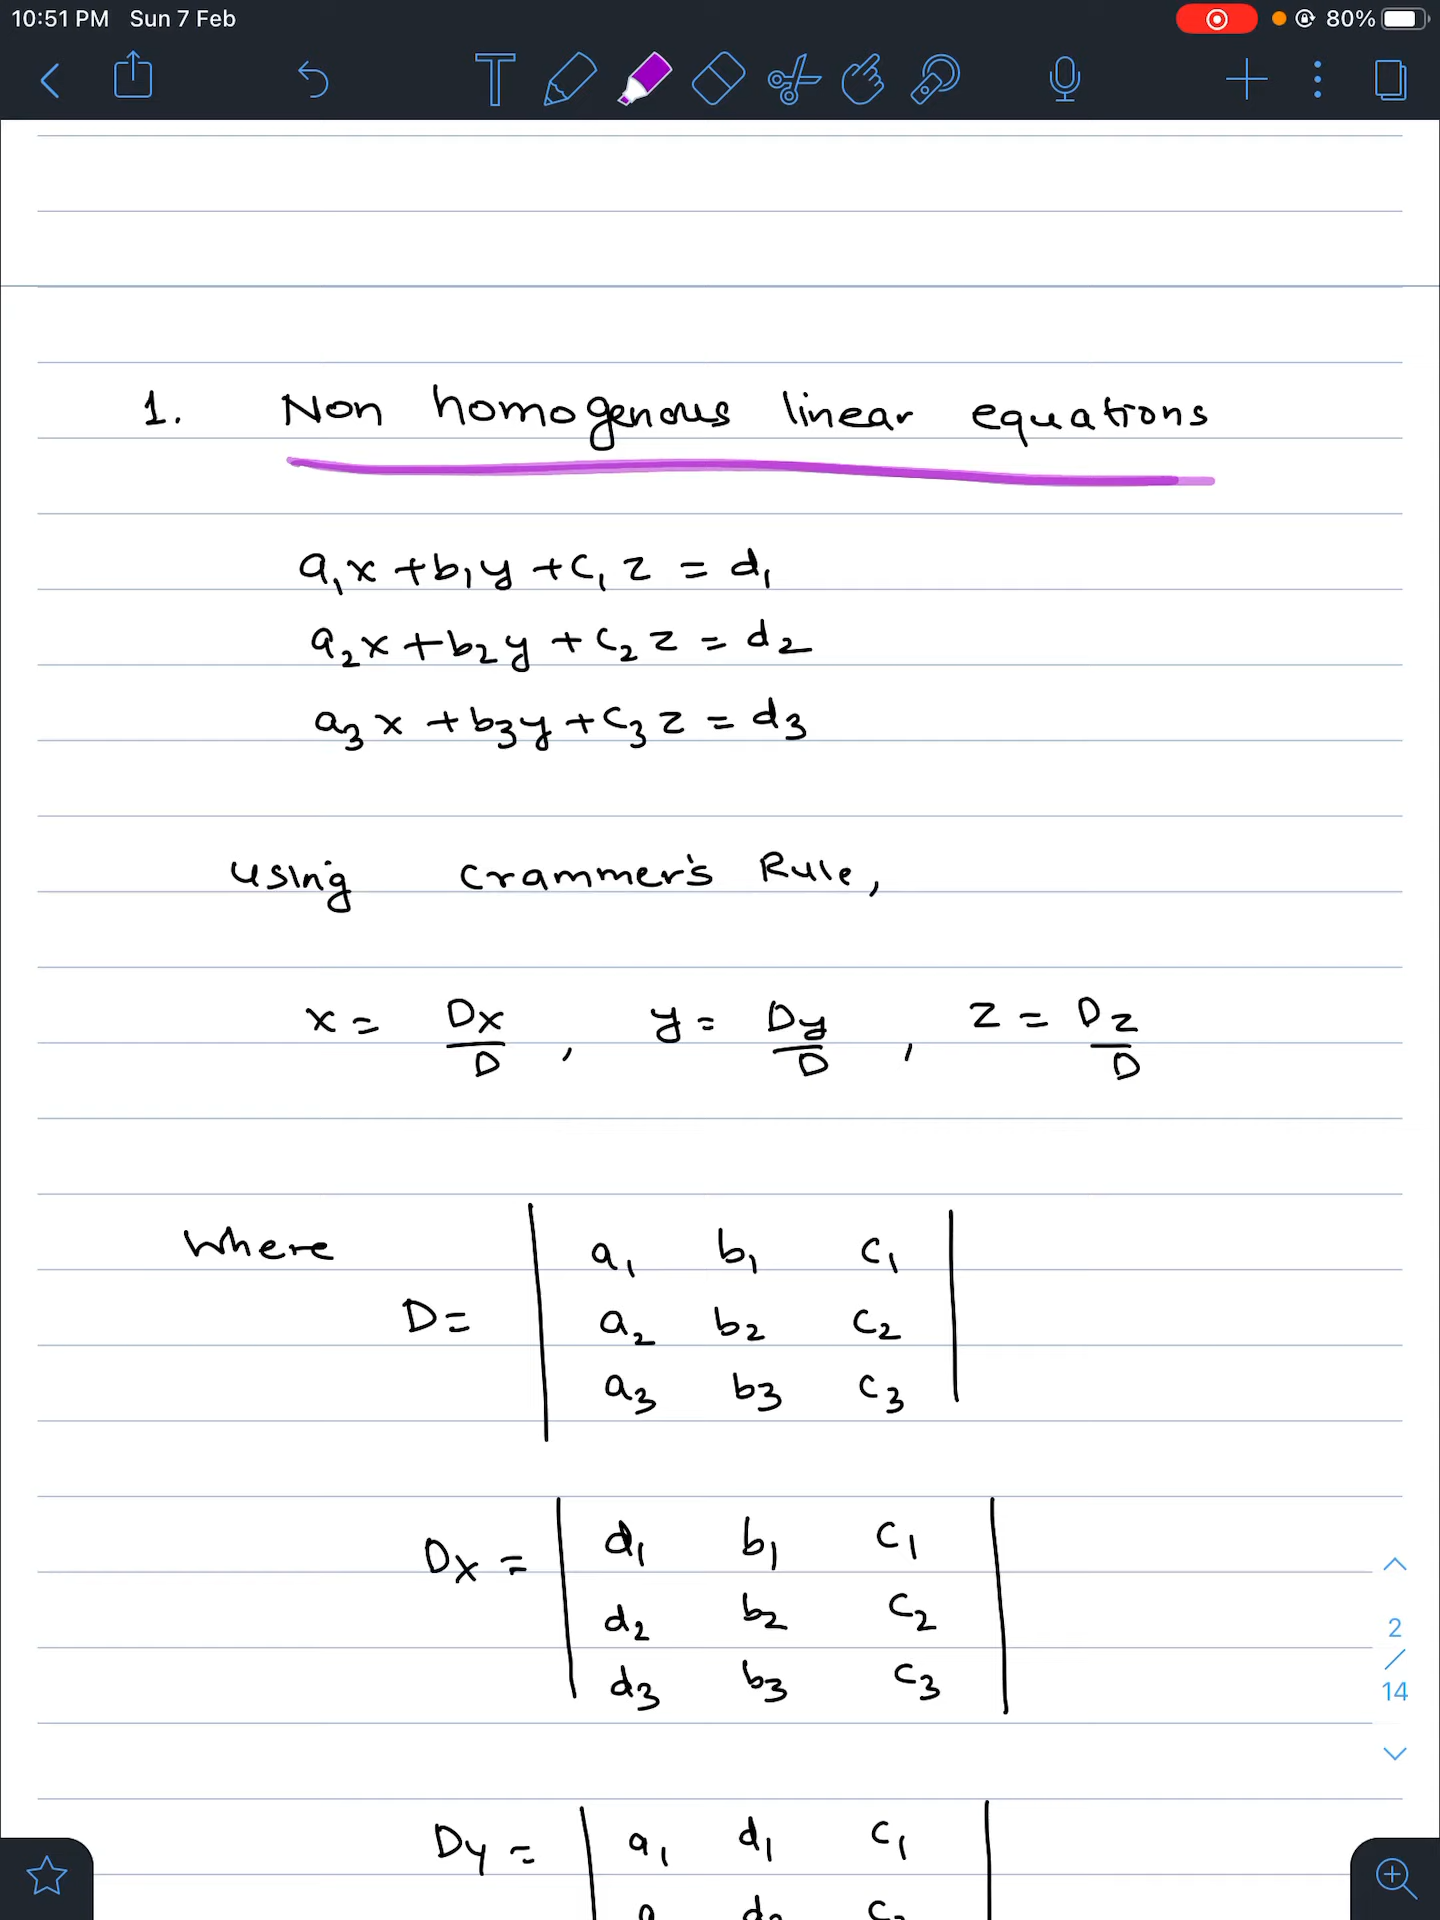 10:51 PM Sun 7 Feb 80%
1. Non homogenous linear equations
a₁x + b₁y + c₁z = d₁
a₂x + b₂y + c₂z = d₂
a₃x + b₃y + c₃z = d₃
using Crammer's Rule,
x = Dx/D , y = Dy/D , z = Dz/D
Where
D = | a₁ b₁ c₁ |
| a₂ b₂ c₂ |
| a₃ b₃ c₃ |
Dx = | d₁ b₁ c₁ |
| d₂ b₂ c₂ |
| d₃ b₃ c₃ |
2
/
14
Dy = | a₁ d₁ c₁ |